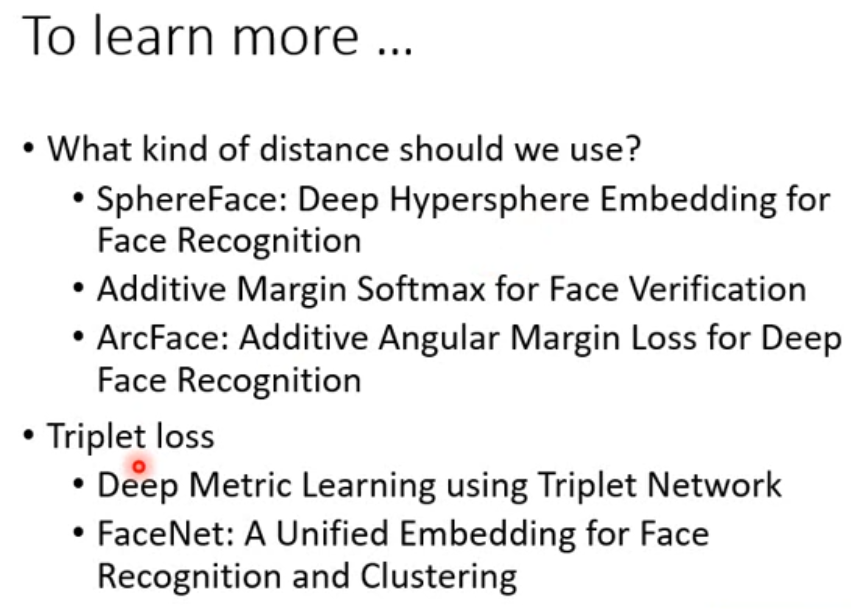 To learn more ...
• What kind of distance should we use?
• SphereFace: Deep Hypersphere Embedding for
Face Recognition
• Additive Margin Softmax for Face Verification
• ArcFace: Additive Angular Margin Loss for Deep
Face Recognition
• Triplet loss
• Deep Metric Learning using Triplet Network
• FaceNet: A Unified Embedding for Face
Recognition and Clustering